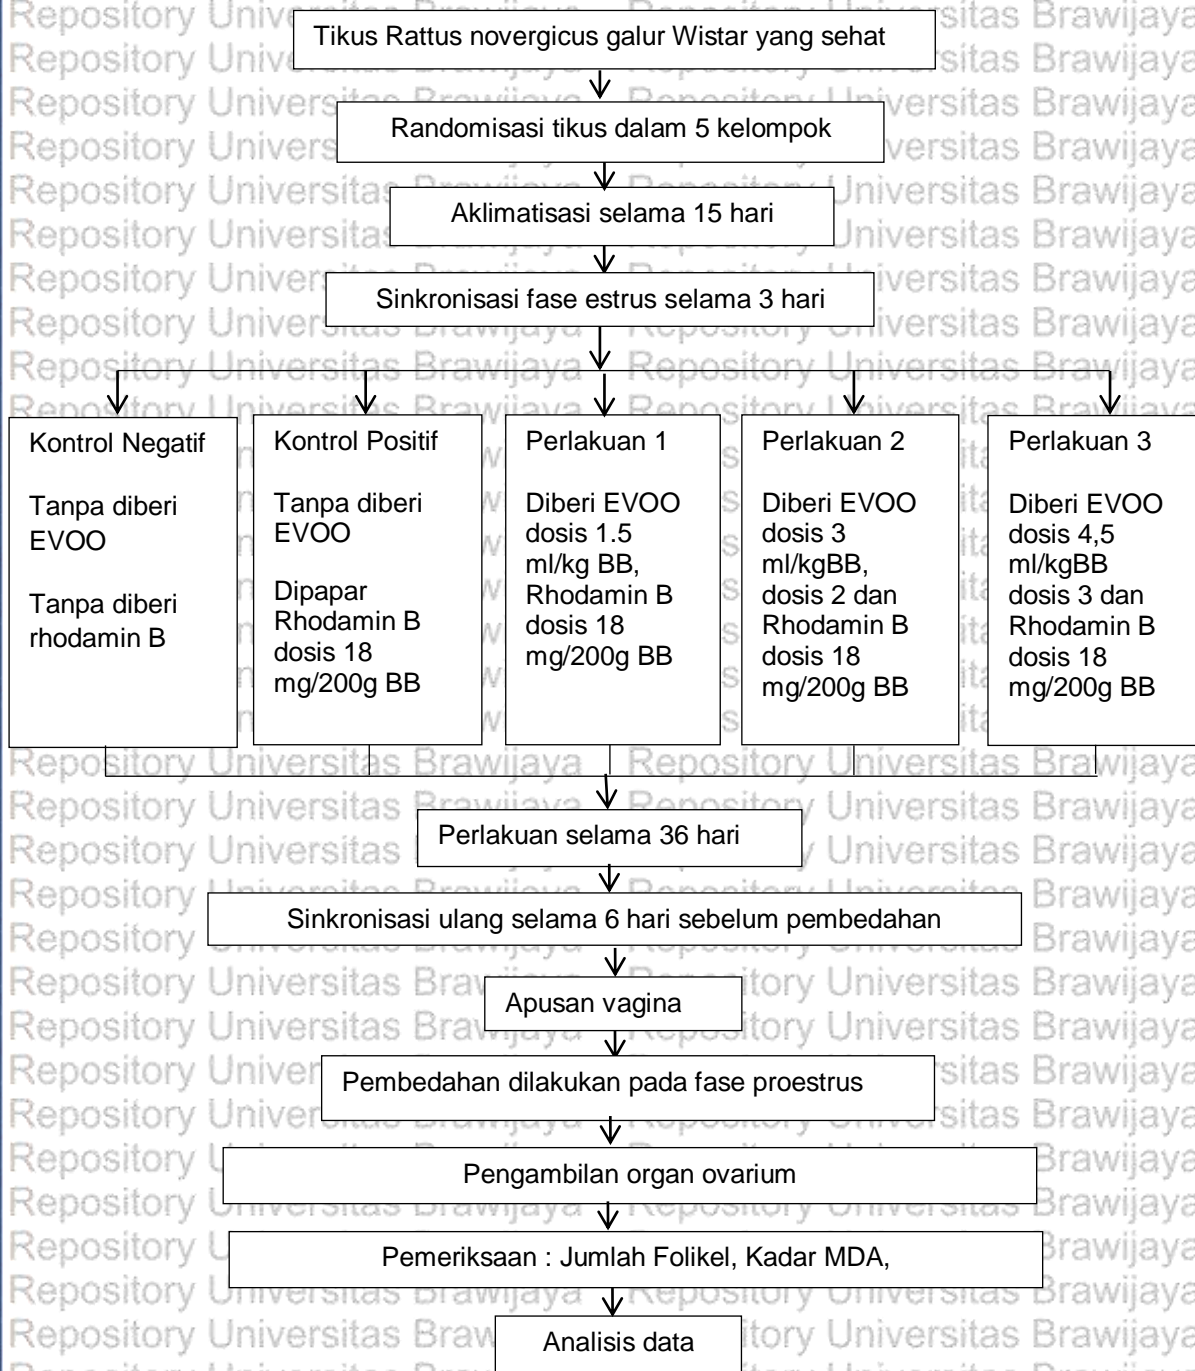 Tikus Rattus novergicus galur Wistar yang sehat
Randomisasi tikus dalam 5 kelompok
Aklimatisasi selama 15 hari
Sinkronisasi fase estrus selama 3 hari
Kontrol Negatif
Tanpa diberi
EVOO
Tanpa diberi
rhodamin B
Kontrol Positif
Tanpa diberi
EVOO
Dipapar
Rhodamin B
dosis 18
mg/200g BB
Perlakuan 1
Diberi EVOO
dosis 1.5
ml/kg BB,
Rhodamin B
dosis 18
mg/200g BB
Perlakuan 2
Diberi EVOO
dosis 3
ml/kgBB,
dosis 2 dan
Rhodamin B
dosis 18
mg/200g BB
Perlakuan 3
Diberi EVOO
dosis 4,5
ml/kgBB
dosis 3 dan
Rhodamin B
dosis 18
mg/200g BB
Perlakuan selama 36 hari
Sinkronisasi ulang selama 6 hari sebelum pembedahan
Apusan vagina
Pembedahan dilakukan pada fase proestrus
Pengambilan organ ovarium
Pemeriksaan : Jumlah Folikel, Kadar MDA,
Analisis data
Repository Universitas Brawijaya